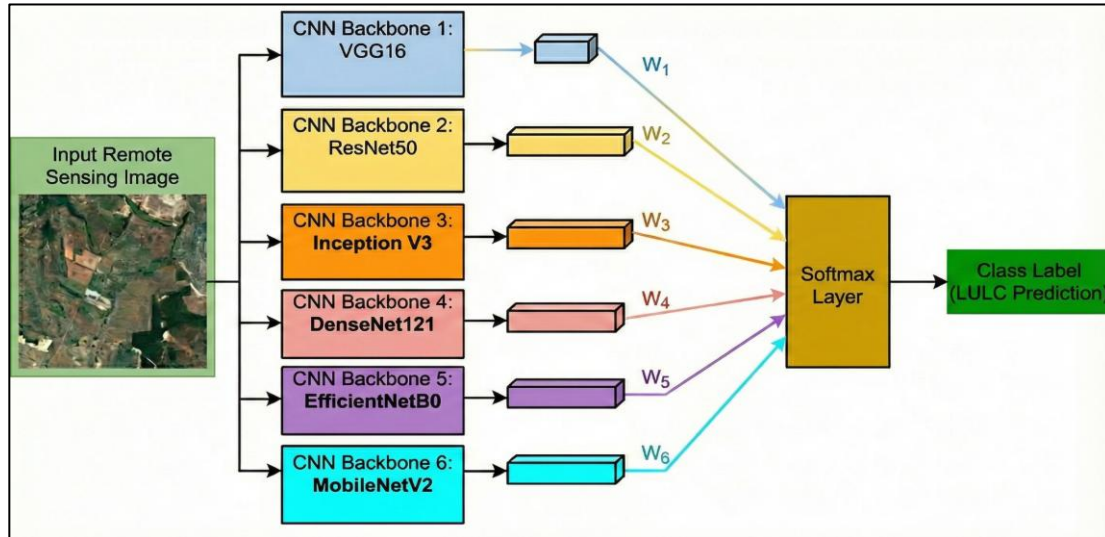 Input Remote
Sensing Image
CNN Backbone 1:
VGG16
CNN Backbone 2:
ResNet50
CNN Backbone 3:
Inception V3
CNN Backbone 4:
DenseNet121
CNN Backbone 5:
EfficientNetB0
CNN Backbone 6:
MobileNetV2
W1
W2
W3
W4
W5
W6
Softmax
Layer
Class Label
(LULC Prediction)